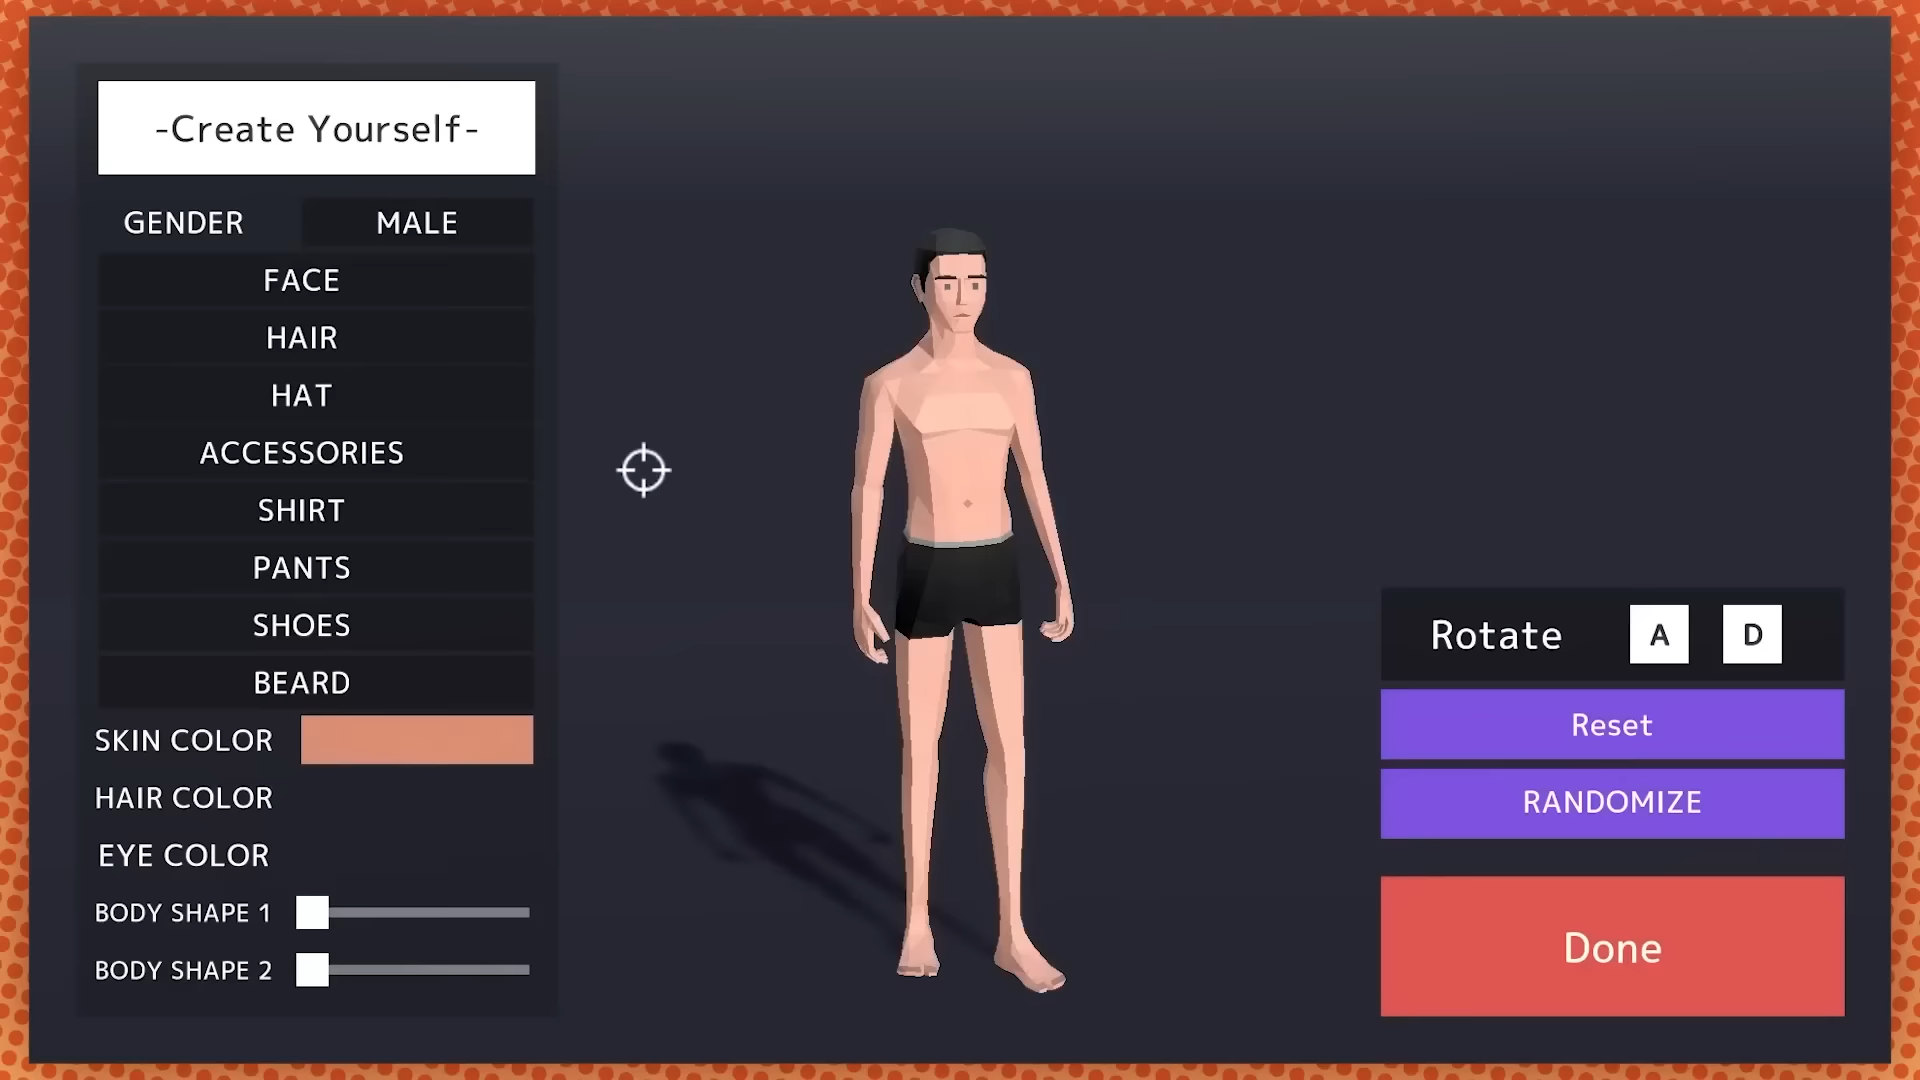 -Create Yourself-
GENDER MALE
FACE
HAIR
HAT
ACCESSORIES
SHIRT
PANTS
SHOES
BEARD
SKIN COLOR
HAIR COLOR
EYE COLOR
BODY SHAPE 1
BODY SHAPE 2
Rotate A D
Reset
RANDOMIZE
Done